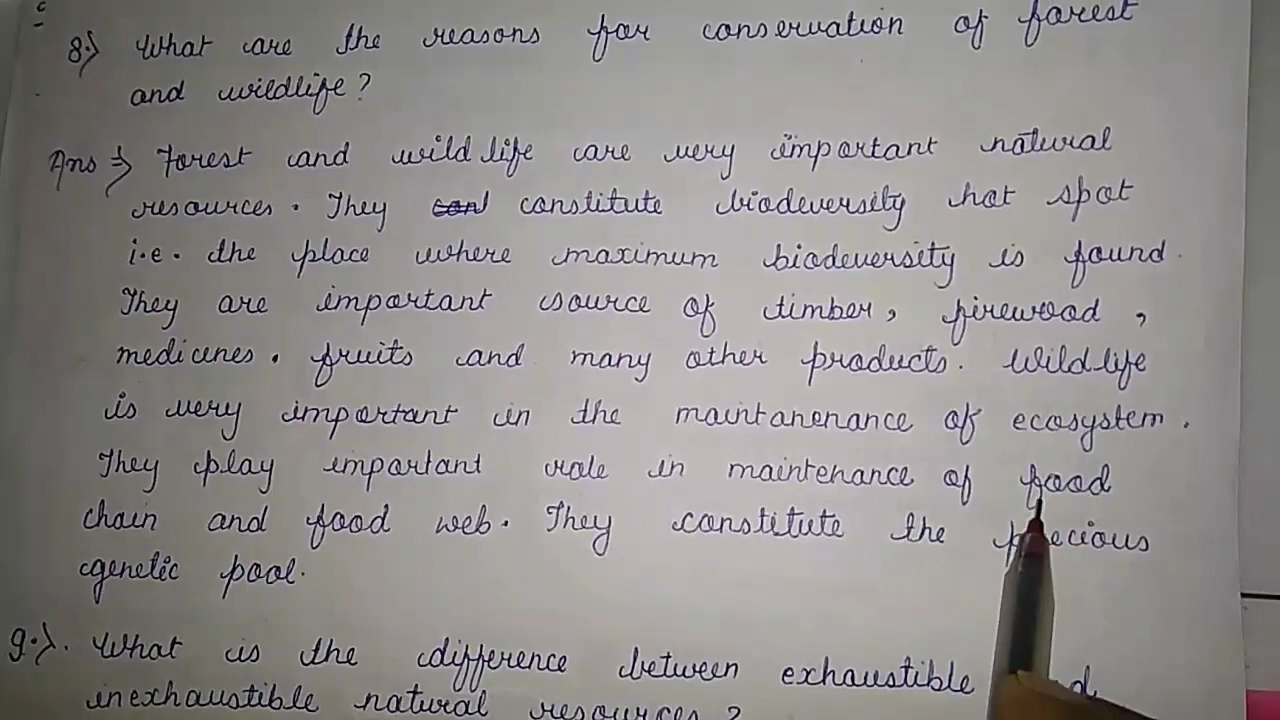 8.) What are the reasons for conservation of forest
and wildlife?
Ans ⇒ Forest and wild life are very important natural
resources. They constitute biodeversity hot spot
i.e. the place where maximum biodeversity is found.
They are important source of timber, firewood,
medicenes. fruits and many other products. Wildlife
is very important in the maintanenance of ecosystem.
They play important role in maintenance of food
chain and food web. They constitute the precious
genetic pool.
9.). What is the difference between exhaustible
inexhaustible natural resources?